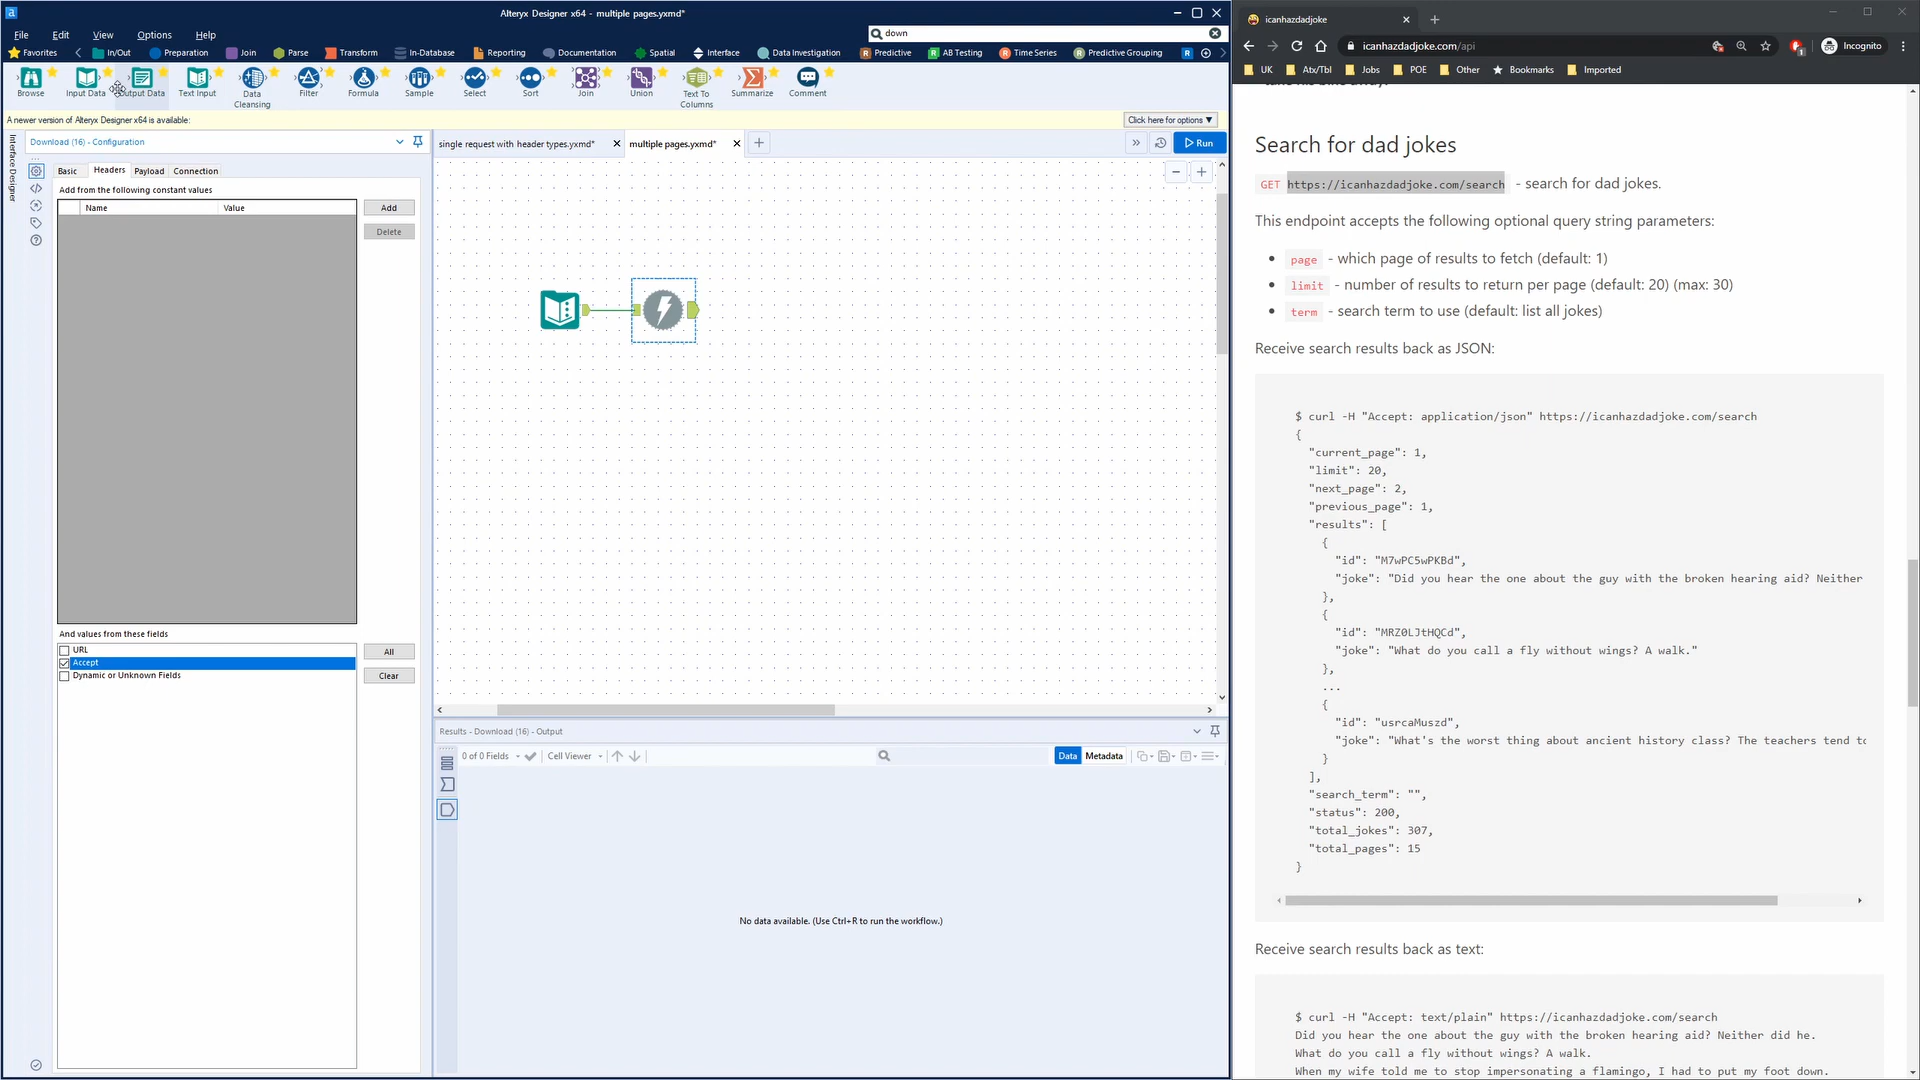 Alteryx Designer x64 - multiple pages.yxmd*
File Edit View Options Help
down
Favorites In/Out Preparation Join Parse Transform In-Database Reporting Documentation Spatial Interface Data Investigation Predictive AB Testing Time Series Predictive Grouping
Browse Input Data Output Data Text Input Data Cleansing Filter Formula Sample Select Sort Join Union Text To Columns Summarize Comment
A newer version of Alteryx Designer x64 is available:
Click here for options ▼
Interface Designer
Download (16) - Configuration
single request with header types.yxmd*
multiple pages.yxmd*
Run
Basic Headers Payload Connection
Add from the following constant values
Name Value
Add
Delete
And values from these fields
URL
Accept
Dynamic or Unknown Fields
All
Clear
Results - Download (16) - Output
0 of 0 Fields Cell Viewer Data Metadata
No data available. (Use Ctrl+R to run the workflow.)
icanhazdadjoke
icanhazdadjoke.com/api
Incognito
UK Atx/Tbl Jobs POE Other Bookmarks Imported
Search for dad jokes
GET https://icanhazdadjoke.com/search - search for dad jokes.
This endpoint accepts the following optional query string parameters:
page - which page of results to fetch (default: 1)
limit - number of results to return per page (default: 20) (max: 30)
term - search term to use (default: list all jokes)
Receive search results back as JSON:
$ curl -H "Accept: application/json" https://icanhazdadjoke.com/search
{
"current_page": 1,
"limit": 20,
"next_page": 2,
"previous_page": 1,
"results": [
{
"id": "M7wPC5wPKBd",
"joke": "Did you hear the one about the guy with the broken hearing aid? Neither
},
{
"id": "MRZ0LJtHQCd",
"joke": "What do you call a fly without wings? A walk."
},
...
{
"id": "usrcaMuszd",
"joke": "What's the worst thing about ancient history class? The teachers tend to
}
],
"search_term": "",
"status": 200,
"total_jokes": 307,
"total_pages": 15
}
Receive search results back as text:
$ curl -H "Accept: text/plain" https://icanhazdadjoke.com/search
Did you hear the one about the guy with the broken hearing aid? Neither did he.
What do you call a fly without wings? A walk.
When my wife told me to stop impersonating a flamingo, I had to put my foot down.